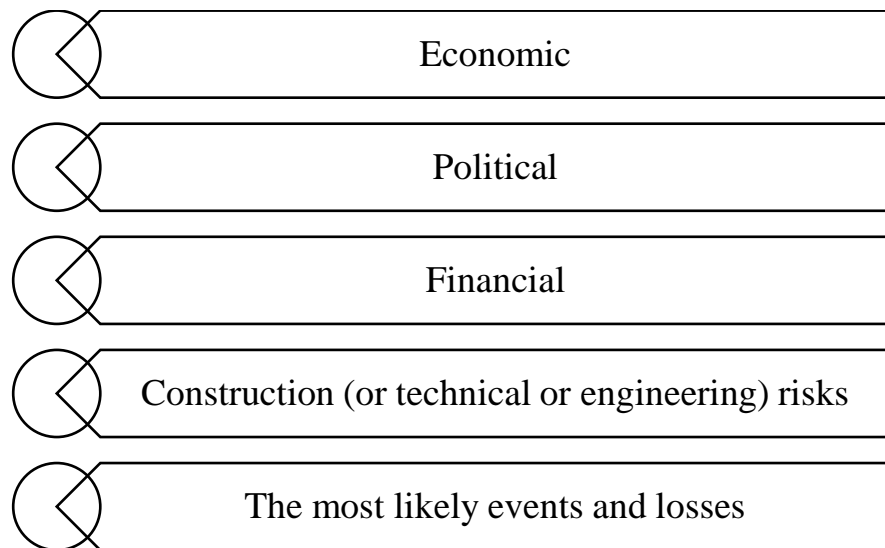 Economic
Political
Financial
Construction (or technical or engineering) risks
The most likely events and losses